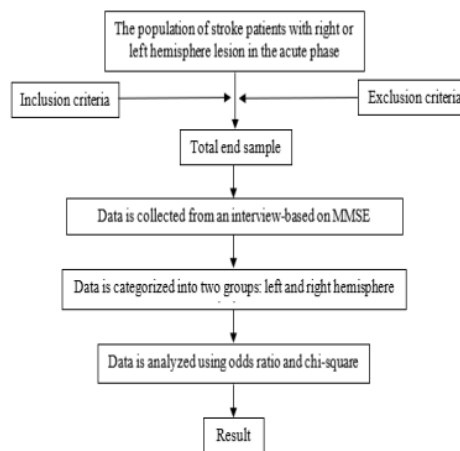 The population of stroke patients with right or
left hemisphere lesion in the acute phase
Inclusion criteria
Exclusion criteria
Total end sample
Data is collected from an interview-based on MMSE
Data is categorized into two groups: left and right hemisphere
Data is analyzed using odds ratio and chi-square
Result